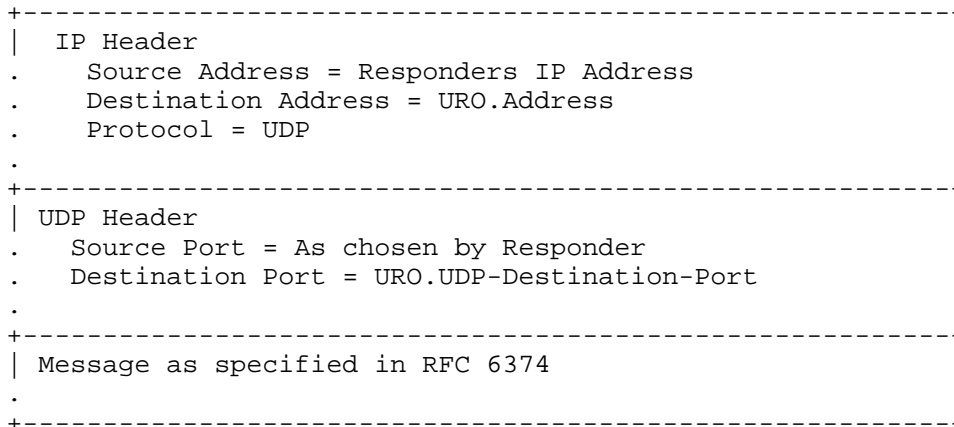 +----------------------------------------------------------
|  IP Header
.    Source Address = Responders IP Address
.    Destination Address = URO.Address
.    Protocol = UDP
.
+----------------------------------------------------------
| UDP Header
.   Source Port = As chosen by Responder
.   Destination Port = URO.UDP-Destination-Port
.
+----------------------------------------------------------
| Message as specified in RFC 6374
.
+----------------------------------------------------------